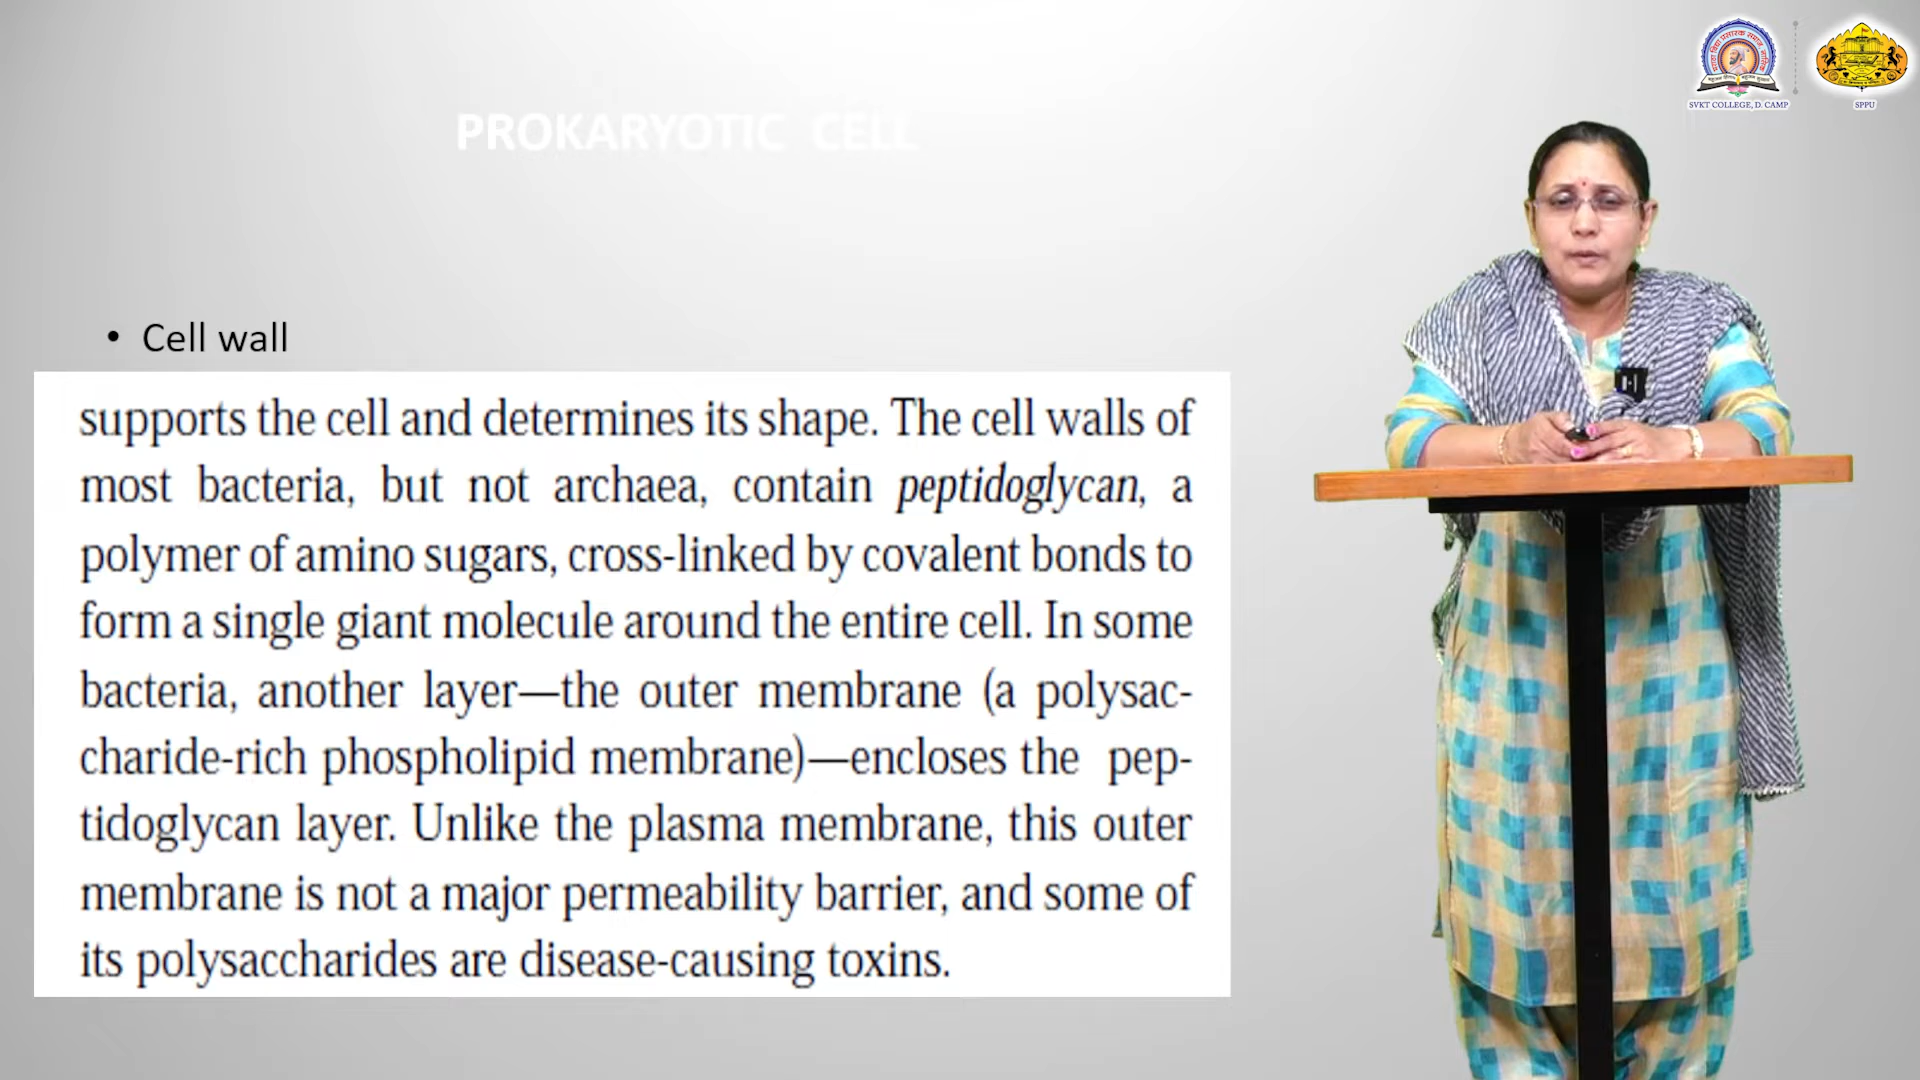 SVKT COLLEGE, D. CAMP
SPPU
PROKARYOTIC CELL
• Cell wall
supports the cell and determines its shape. The cell walls of
most bacteria, but not archaea, contain peptidoglycan, a
polymer of amino sugars, cross-linked by covalent bonds to
form a single giant molecule around the entire cell. In some
bacteria, another layer—the outer membrane (a polysac-
charide-rich phospholipid membrane)—encloses the pep-
tidoglycan layer. Unlike the plasma membrane, this outer
membrane is not a major permeability barrier, and some of
its polysaccharides are disease-causing toxins.